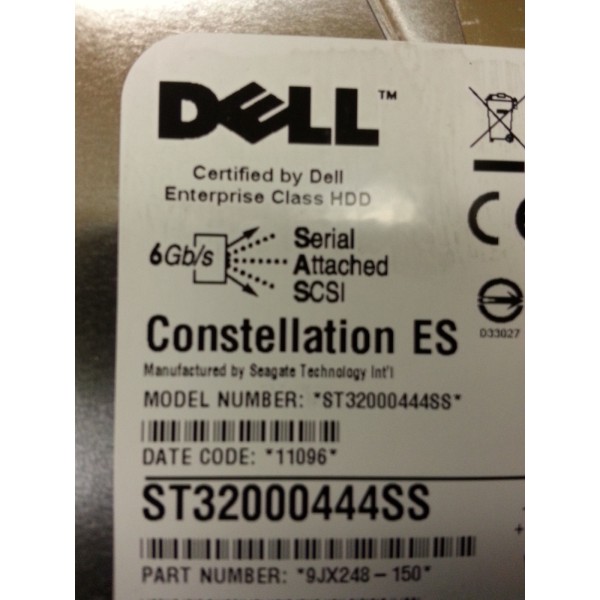 DELL™
Certified by Dell
Enterprise Class HDD
6Gb/s
Serial
Attached
SCSI
Constellation ES
D33027
Manufactured by Seagate Technology Int'l
MODEL NUMBER: *ST32000444SS*
DATE CODE: *11096*
ST32000444SS
PART NUMBER: *9JX248-150*